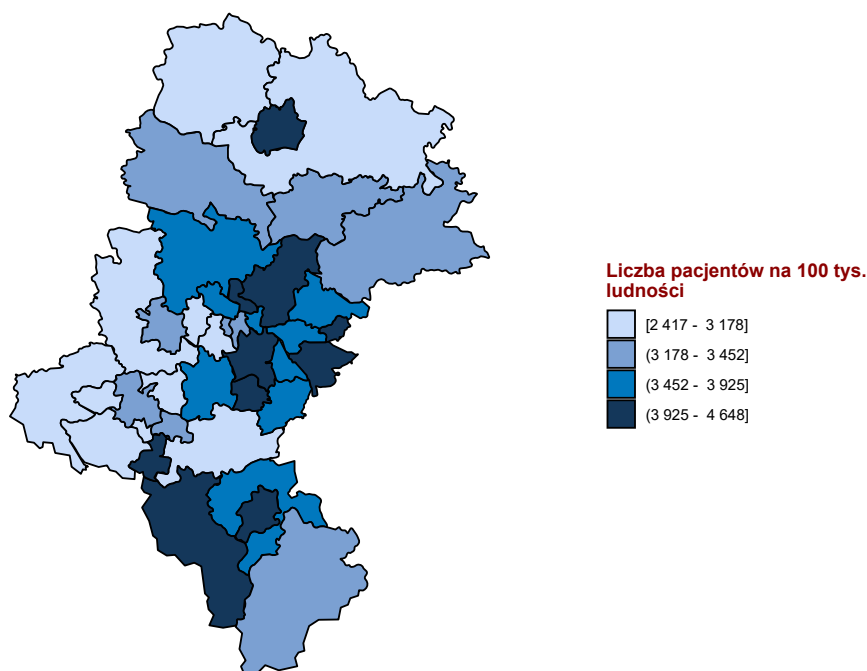 Liczba pacjentów na 100 tys.
ludności
[2 417 - 3 178]
(3 178 - 3 452]
(3 452 - 3 925]
(3 925 - 4 648]